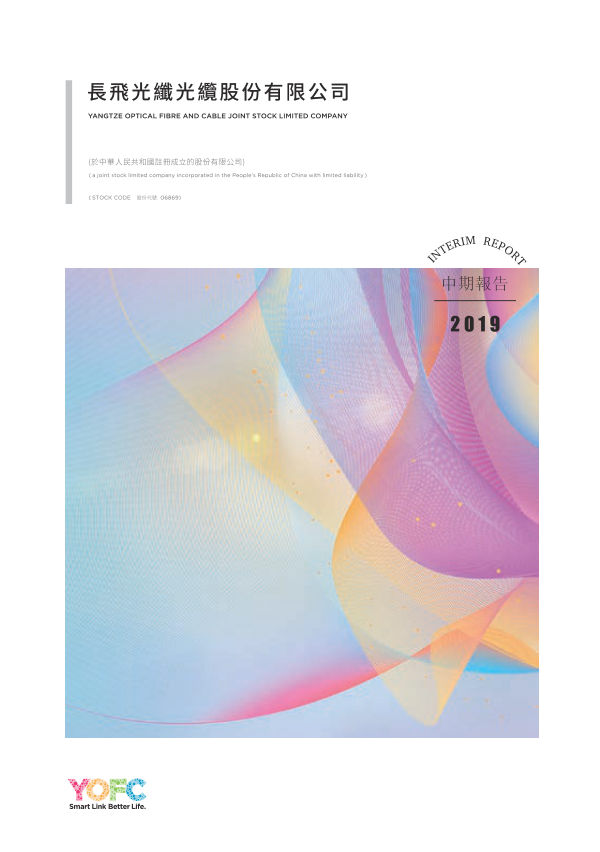 長飛光纖光纜股份有限公司
YANGTZE OPTICAL FIBRE AND CABLE JOINT STOCK LIMITED COMPANY
(於中華人民共和國註冊成立的股份有限公司)
(a joint stock limited company incorporated in the People's Republic of China with limited liability)
(STOCK CODE 股份代號 06869)
INTERIM REPORT
中期報告
2019
YOFC
Smart Link Better Life.